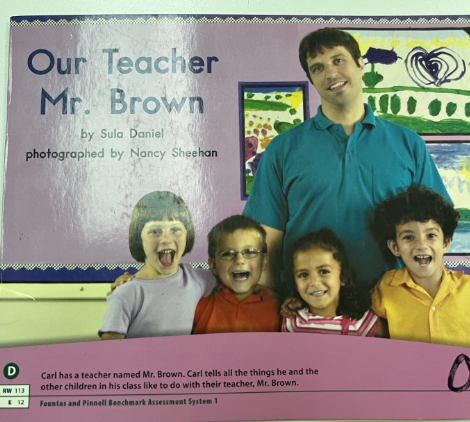 Our Teacher
Mr. Brown
by Sula Daniel
photographed by Nancy Sheehan
D
Carl has a teacher named Mr. Brown. Carl tells all the things he and the
other children in his class like to do with their teacher, Mr. Brown.
RW 113
K 12
Fountas and Pinnell Benchmark Assessment System 1